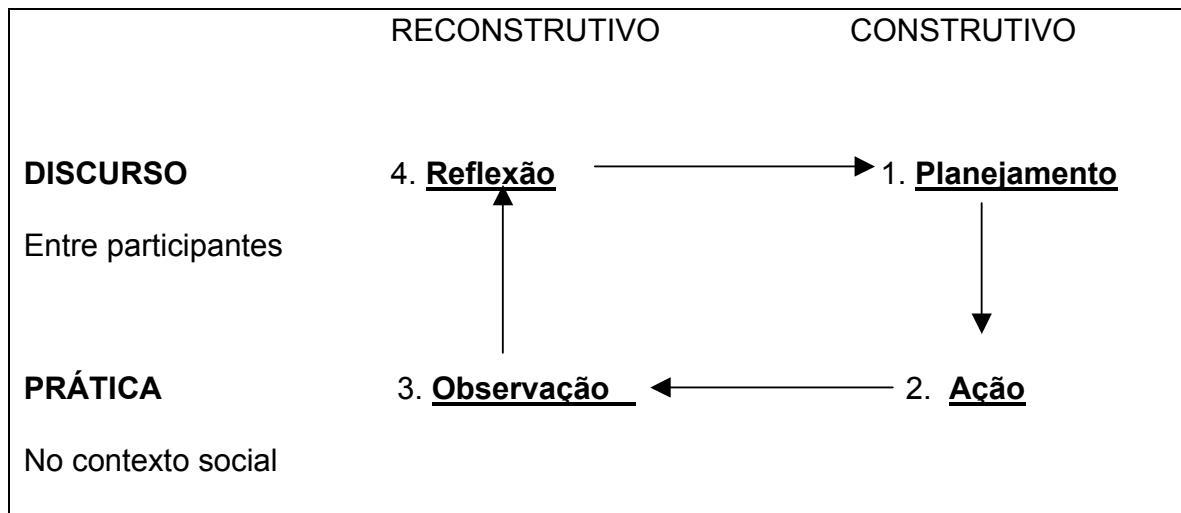 RECONSTRUTIVO CONSTRUTIVO
DISCURSO 4. Reflexão 1. Planejamento
Entre participantes
PRÁTICA 3. Observação 2. Ação
No contexto social